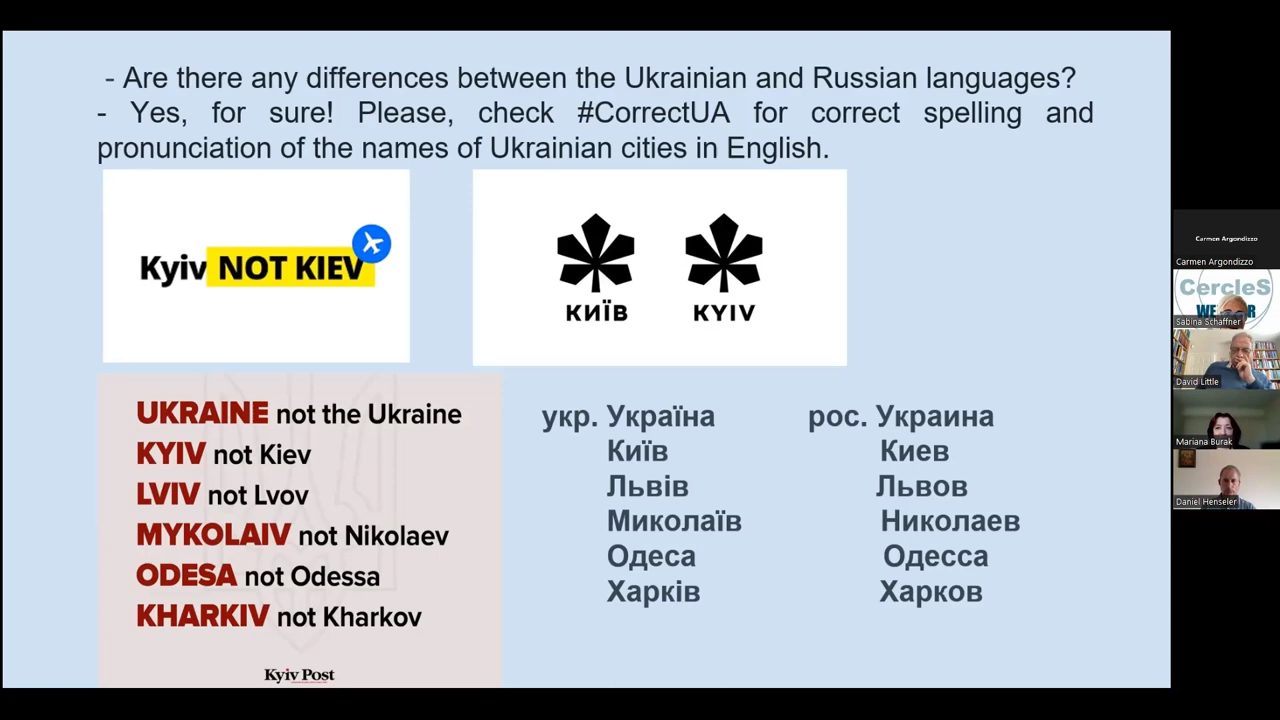 - Are there any differences between the Ukrainian and Russian languages?
- Yes, for sure! Please, check #CorrectUA for correct spelling and
pronunciation of the names of Ukrainian cities in English.
Kyiv NOT KIEV
КИЇВ KYIV
UKRAINE not the Ukraine
KYIV not Kiev
LVIV not Lvov
MYKOLAIV not Nikolaev
ODESA not Odessa
KHARKIV not Kharkov
Kyiv Post
укр. Україна рос. Украина
Київ Киев
Львів Львов
Миколаїв Николаев
Одеса Одесса
Харків Харков
Carmen Argondizzo
Carmen Argondizzo
CercleS
WE
R
Sabina Schaffner
David Little
Mariana Burak
Daniel Henseler